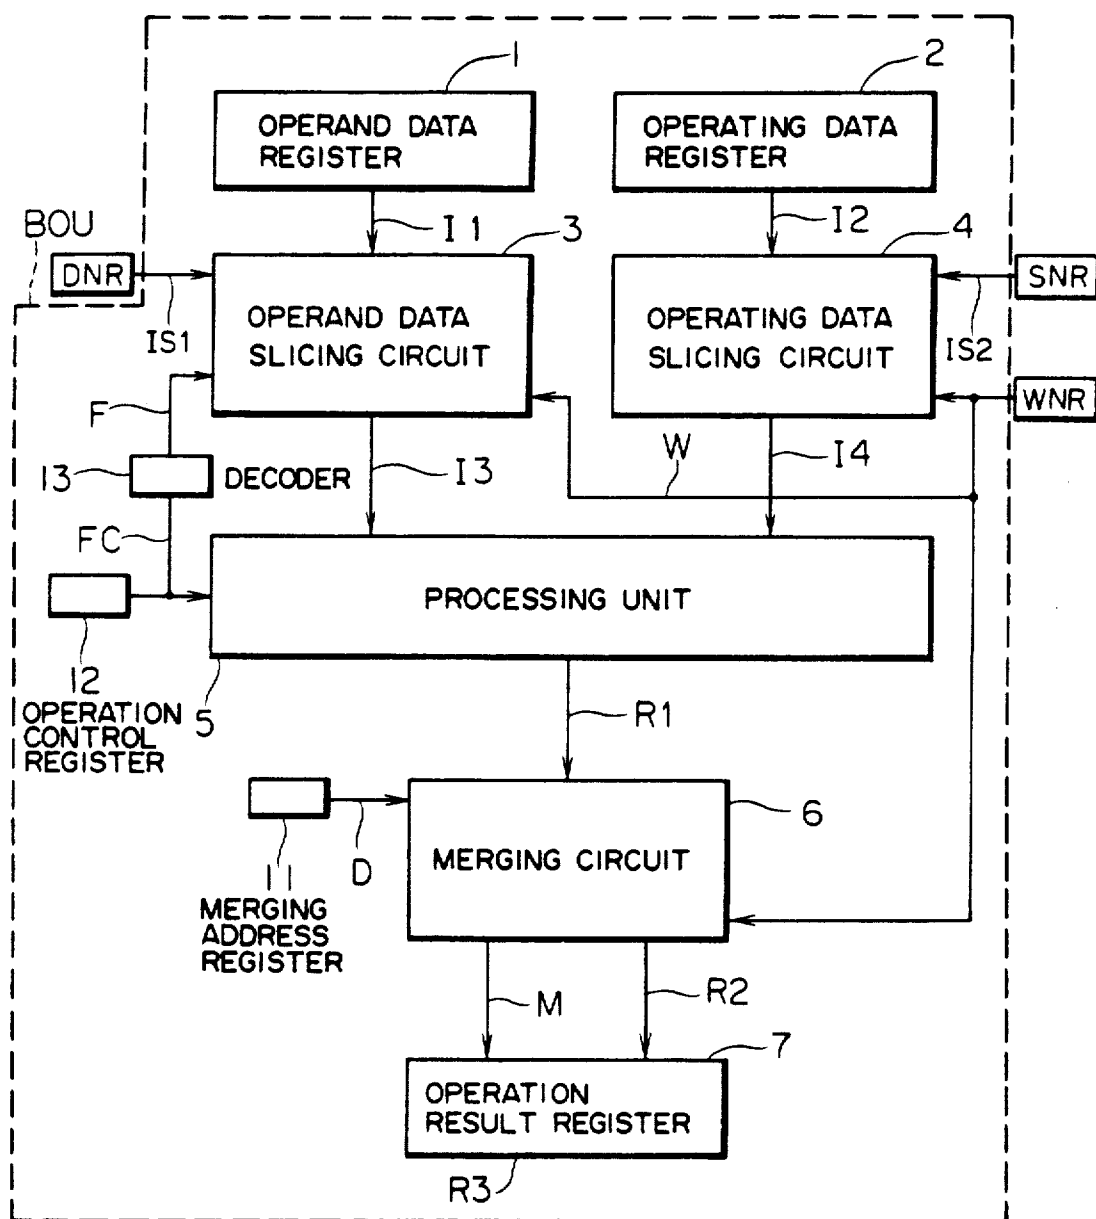 1
2
OPERAND DATA
REGISTER
OPERATING DATA
REGISTER
BOU
I1
3
I2
4
DNR
SNR
IS1
OPERAND DATA
SLICING CIRCUIT
OPERATING DATA
SLICING CIRCUIT
IS2
WNR
F
W
13
DECODER
I3
I4
FC
PROCESSING UNIT
12
OPERATION
CONTROL
REGISTER
5
R1
6
MERGING CIRCUIT
11
D
MERGING
ADDRESS
REGISTER
M
R2
7
OPERATION
RESULT REGISTER
R3